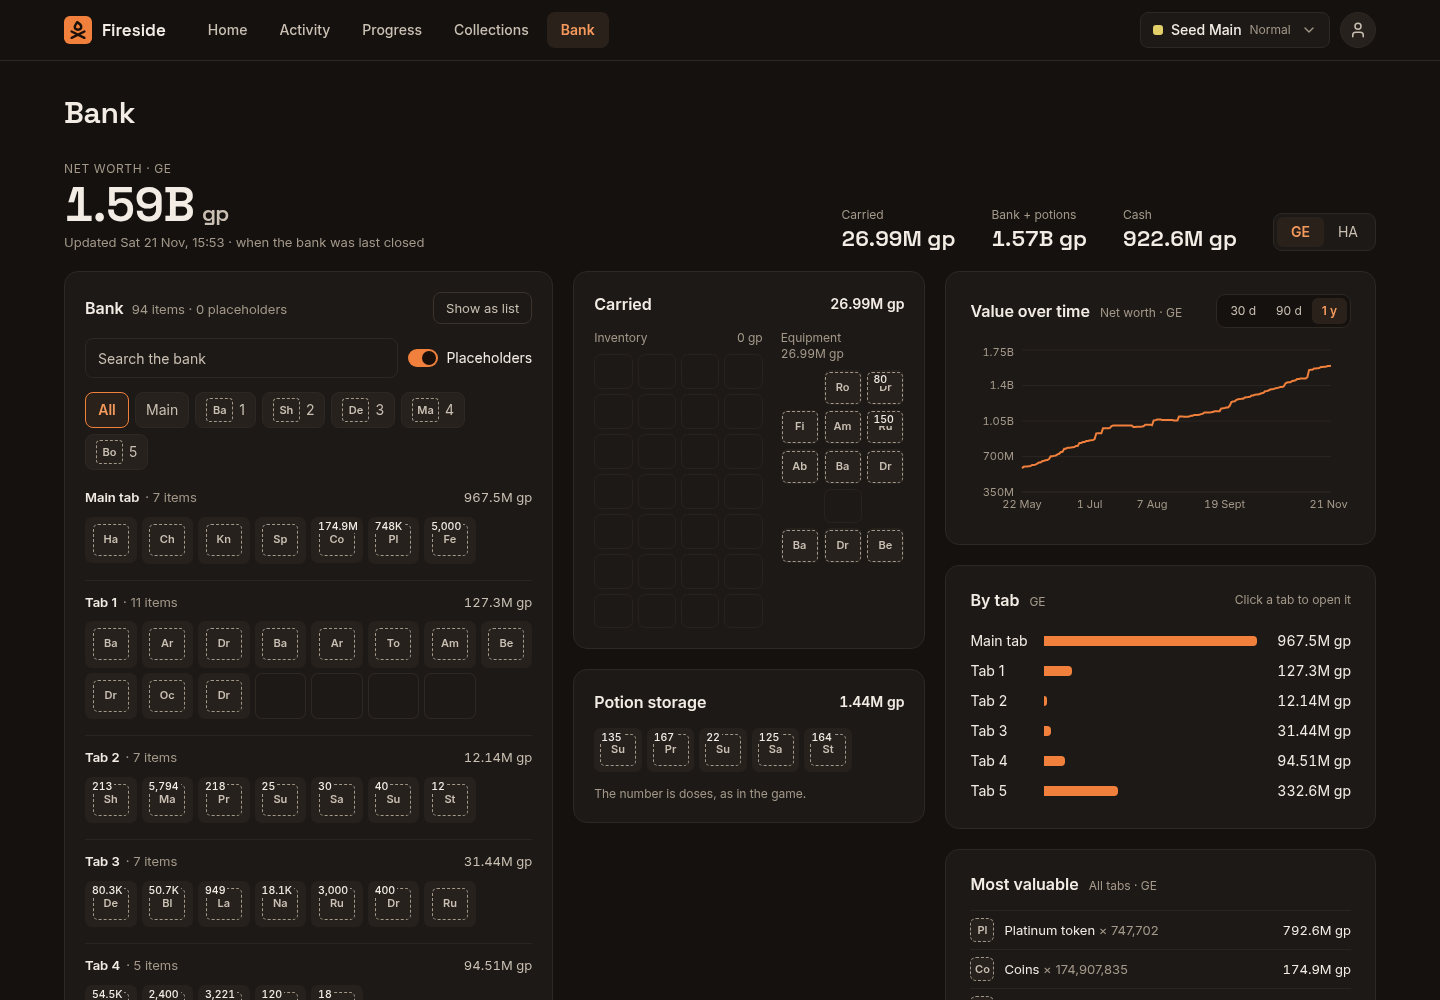 Fireside
Home
Activity
Progress
Collections
Bank
Seed Main Normal
Bank
NET WORTH · GE
1.59B gp
Updated Sat 21 Nov, 15:53 · when the bank was last closed
Carried
26.99M gp
Bank + potions
1.57B gp
Cash
922.6M gp
GE HA
Bank 94 items · 0 placeholders
Show as list
Search the bank
Placeholders
All Main Ba 1 Sh 2 De 3 Ma 4
Bo 5
Main tab · 7 items 967.5M gp
174.9M 748K 5,000
Ha Ch Kn Sp Co Pl Fe
Tab 1 · 11 items 127.3M gp
Ba Ar Dr Ba Ar To Am Be
Dr Oc Dr
Tab 2 · 7 items 12.14M gp
213 5,794 218 25 30 40 12
Sh Ma Pr Su Sa Su St
Tab 3 · 7 items 31.44M gp
80.3K 50.7K 949 18.1K 3,000 400
De Bl La Na Ru Dr Ru
Tab 4 · 5 items 94.51M gp
54.5K 2,400 3,221 120 18
Carried 26.99M gp
Inventory 0 gp
Equipment
26.99M gp
80
Ro Dr
150
Fi Am
Ab Ba Dr
Ba Dr Be
Potion storage 1.44M gp
135 167 22 125 164
Su Pr Su Sa St
The number is doses, as in the game.
Value over time Net worth · GE
30 d 90 d 1 y
1.75B
1.4B
1.05B
700M
350M
22 May 1 Jul 7 Aug 19 Sept 21 Nov
By tab GE Click a tab to open it
Main tab 967.5M gp
Tab 1 127.3M gp
Tab 2 12.14M gp
Tab 3 31.44M gp
Tab 4 94.51M gp
Tab 5 332.6M gp
Most valuable All tabs · GE
Pl Platinum token × 747,702 792.6M gp
Co Coins × 174,907,835 174.9M gp